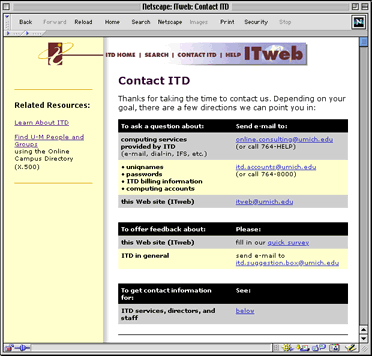 Netscape: ITweb: Contact ITD
Back Forward Reload Home Search Netscape Images Print Security Stop
ITD HOME | SEARCH | CONTACT ITD | HELP ITweb
Contact ITD
Thanks for taking the time to contact us. Depending on your
goal, there are a few directions we can point you in:
Related Resources:
Learn About ITD
Find U-M People and
Groups
using the Online
Campus Directory
(X.500)
To ask a question about: Send e-mail to:
computing services online.consulting@umich.edu
provided by ITD (or call 764-HELP)
(e-mail, dial-in, IFS, etc.)
• uniqnames itd.accounts@umich.edu
• passwords (or call 764-8000)
• ITD billing information
• computing accounts
this Web site (ITweb) itweb@umich.edu
To offer feedback about: Please:
this Web site (ITweb) fill in our quick survey
ITD in general send e-mail to
itd.suggestion.box@umich.edu
To get contact information See:
for:
ITD services, directors, and below
staff